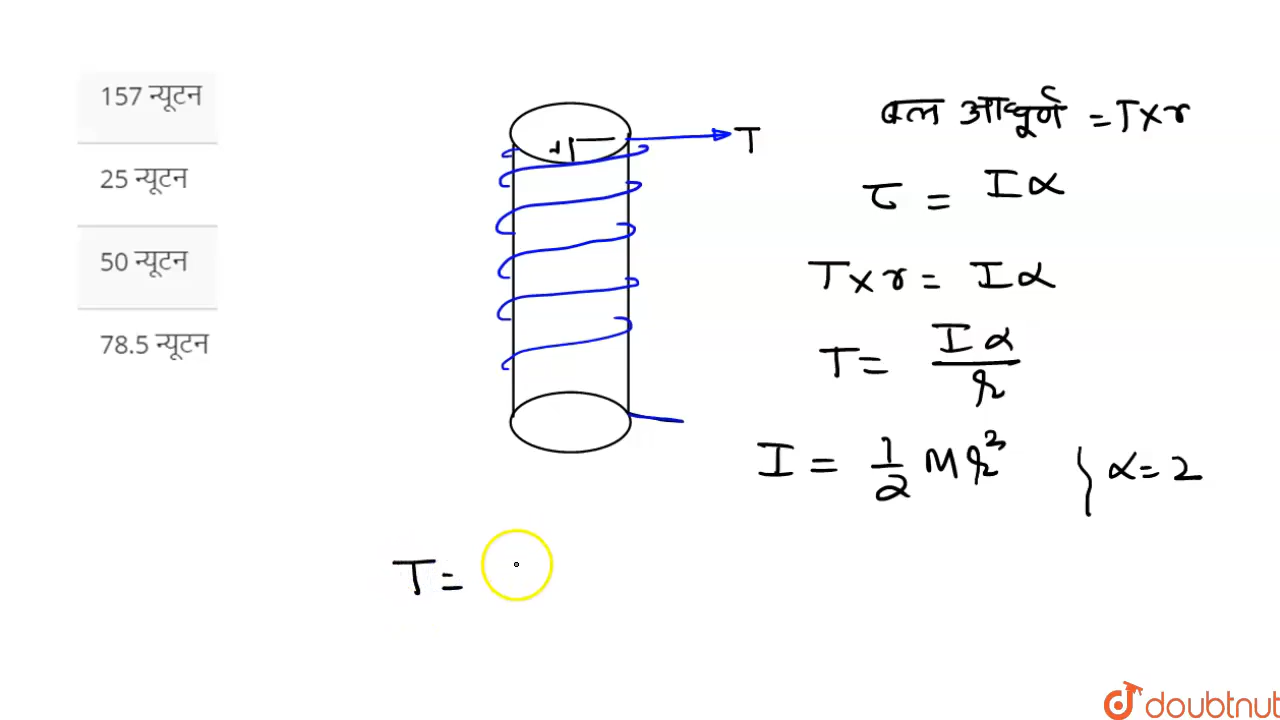 157 न्यूटन
25 न्यूटन
50 न्यूटन
78.5 न्यूटन
T
बल आघूर्ण = T×r
τ = Iα
T×r = Iα
T = Iα/r
I = 1/2 Mr² } α = 2
T =
doubtnut